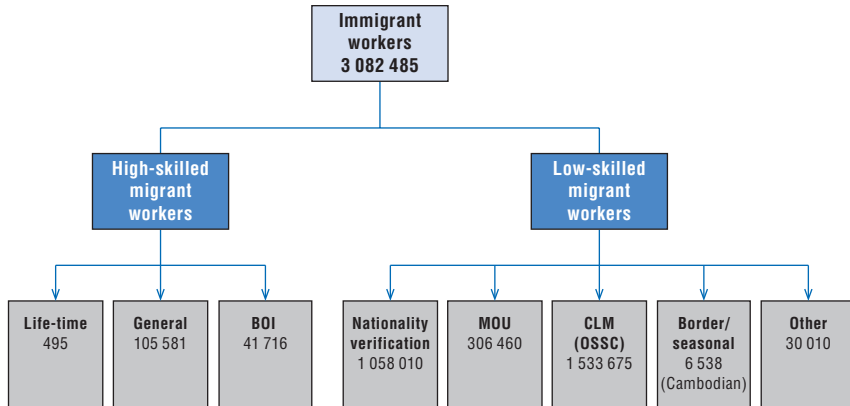 Immigrant
workers
3 082 485
High-skilled
migrant
workers
Low-skilled
migrant
workers
Life-time
495
General
105 581
BOI
41 716
Nationality
verification
1 058 010
MOU
306 460
CLM
(OSSC)
1 533 675
Border/
seasonal
6 538
(Cambodian)
Other
30 010